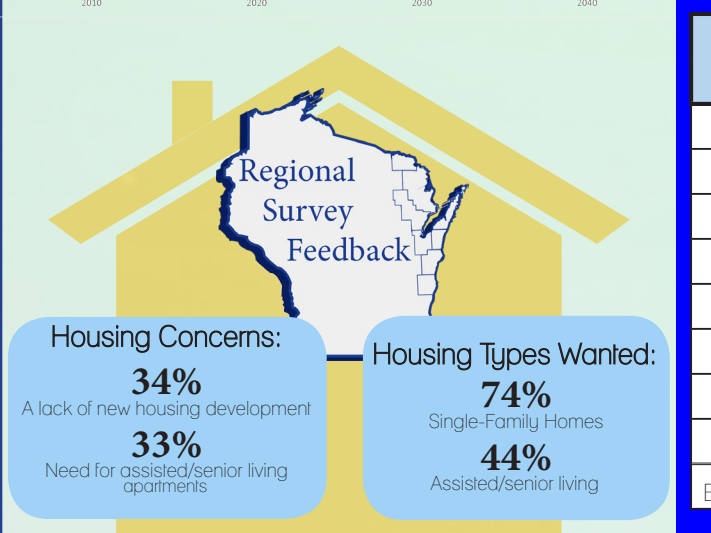 2010 2020 2030 2040
Regional
Survey
Feedback
Housing Concerns:
34%
A lack of new housing development
33%
Need for assisted/senior living
apartments
Housing Types Wanted:
74%
Single-Family Homes
44%
Assisted/senior living